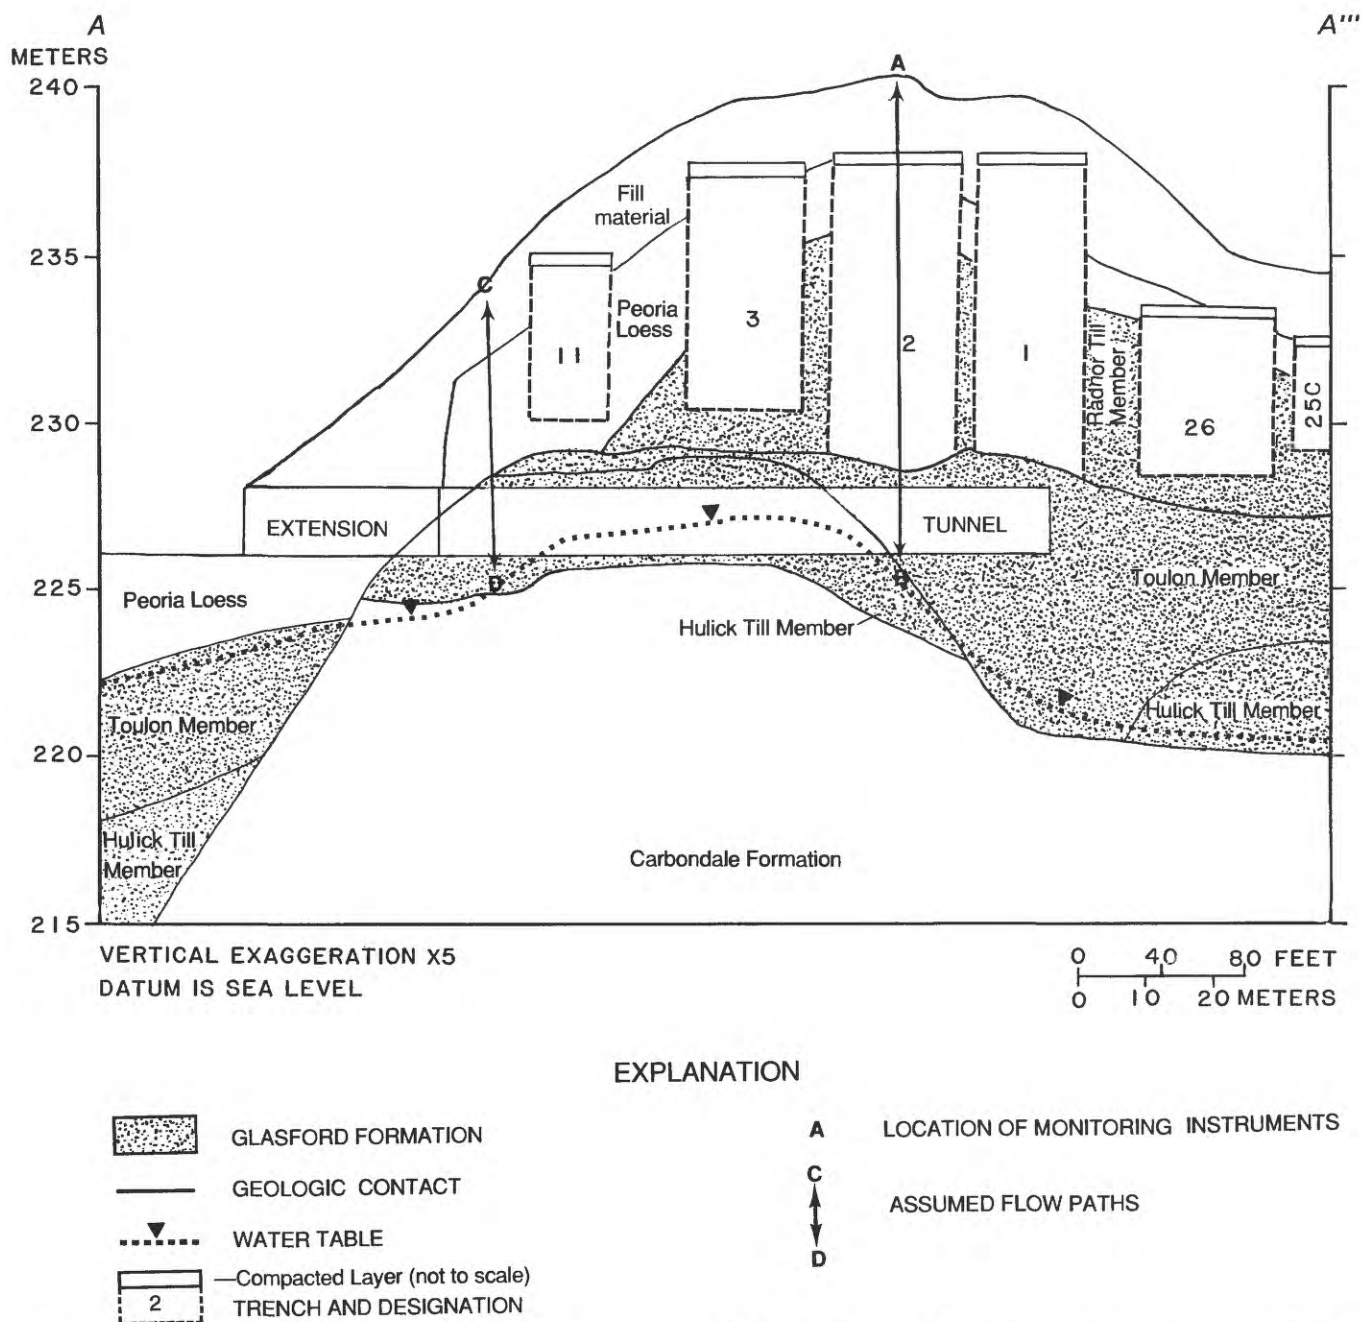 A
A'''
METERS
A
240
Fill
material
235
C
Peoria
Loess
3
2
1
11
Radnor Till
Member
26
25C
230
EXTENSION
TUNNEL
225
D
B
Peoria Loess
Toulon Member
Hulick Till Member
Hulick Till Member
Toulon Member
220
Hulick Till
Member
Carbondale Formation
215
VERTICAL EXAGGERATION X5
DATUM IS SEA LEVEL
0 40 80 FEET
0 10 20 METERS
EXPLANATION
GLASFORD FORMATION
GEOLOGIC CONTACT
WATER TABLE
Compacted Layer (not to scale)
2 TRENCH AND DESIGNATION
A LOCATION OF MONITORING INSTRUMENTS
C
ASSUMED FLOW PATHS
D